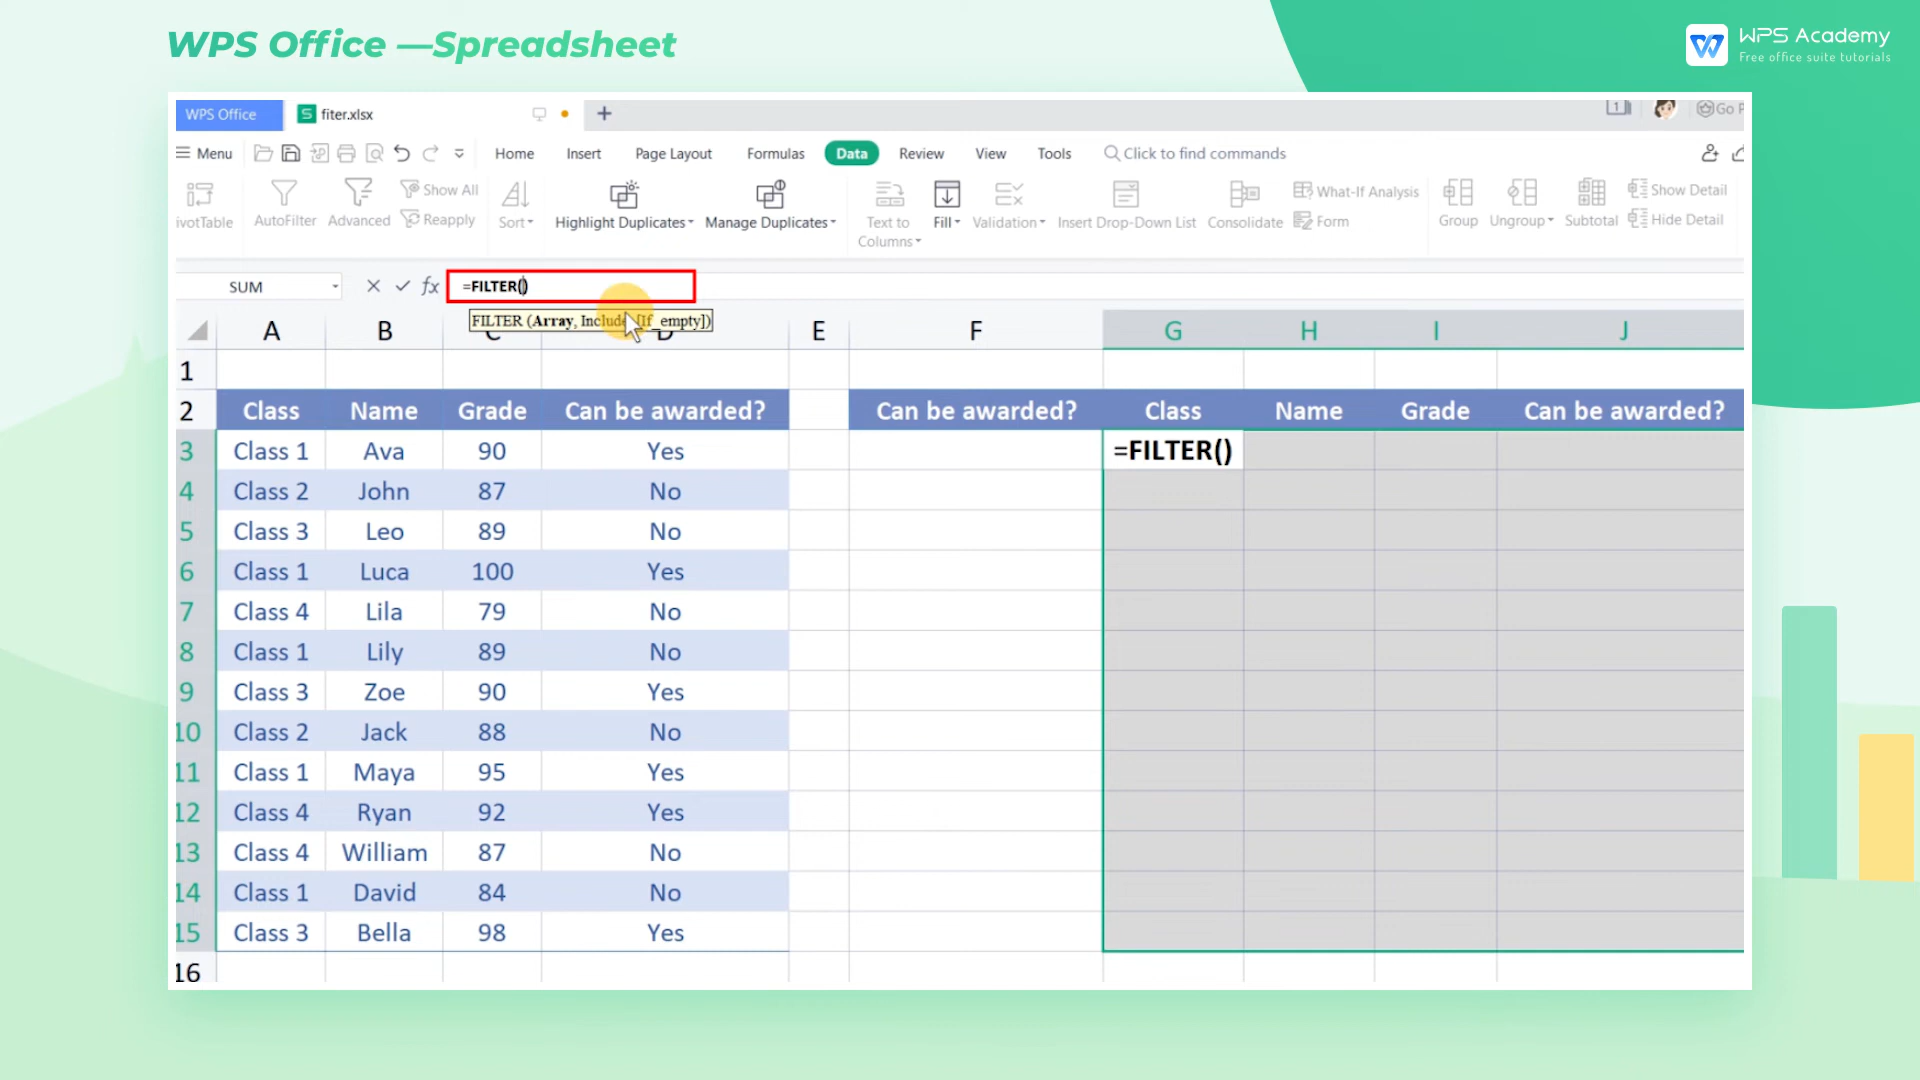 WPS Office —Spreadsheet
WPS Academy
Free office suite tutorials
WPS Office
S fiter.xlsx
1
Go P
Menu
Home Insert Page Layout Formulas Data Review View Tools Click to find commands
ivotTable
AutoFilter
Advanced
Show All
Reapply
Sort
Highlight Duplicates
Manage Duplicates
Text to
Columns
Fill
Validation
Insert Drop-Down List
Consolidate
What-If Analysis
Form
Group
Ungroup
Subtotal
Show Detail
Hide Detail
SUM fx =FILTER()
FILTER (Array, Include, [If_empty])
A B C D E F G H I J
1
2 Class Name Grade Can be awarded? Can be awarded? Class Name Grade Can be awarded?
3 Class 1 Ava 90 Yes =FILTER()
4 Class 2 John 87 No
5 Class 3 Leo 89 No
6 Class 1 Luca 100 Yes
7 Class 4 Lila 79 No
8 Class 1 Lily 89 No
9 Class 3 Zoe 90 Yes
10 Class 2 Jack 88 No
11 Class 1 Maya 95 Yes
12 Class 4 Ryan 92 Yes
13 Class 4 William 87 No
14 Class 1 David 84 No
15 Class 3 Bella 98 Yes
16